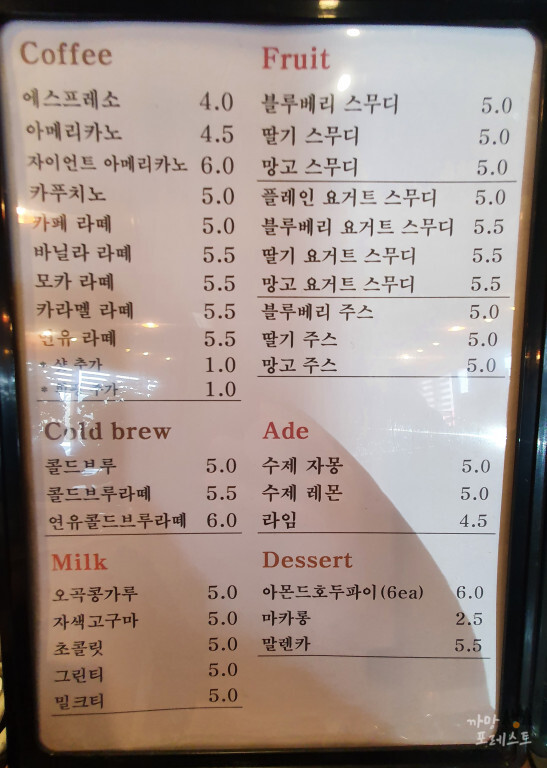 Coffee
에스프레소 4.0
아메리카노 4.5
자이언트 아메리카노 6.0
카푸치노 5.0
카페 라떼 5.0
바닐라 라떼 5.5
모카 라떼 5.5
카라멜 라떼 5.5
연유 라떼 5.5
* 샷 추가 1.0
* 추가 1.0
Cold brew
콜드브루 5.0
콜드브루라떼 5.5
연유콜드브루라떼 6.0
Milk
오곡콩가루 5.0
자색고구마 5.0
초콜릿 5.0
그린티 5.0
밀크티 5.0
Fruit
블루베리 스무디 5.0
딸기 스무디 5.0
망고 스무디 5.0
플레인 요거트 스무디 5.0
블루베리 요거트 스무디 5.5
딸기 요거트 스무디 5.5
망고 요거트 스무디 5.5
블루베리 주스 5.0
딸기 주스 5.0
망고 주스 5.0
Ade
수제 자몽 5.0
수제 레몬 5.0
라임 4.5
Dessert
아몬드호두파이(6ea) 6.0
마카롱 2.5
말렌카 5.5
까망
포레스토